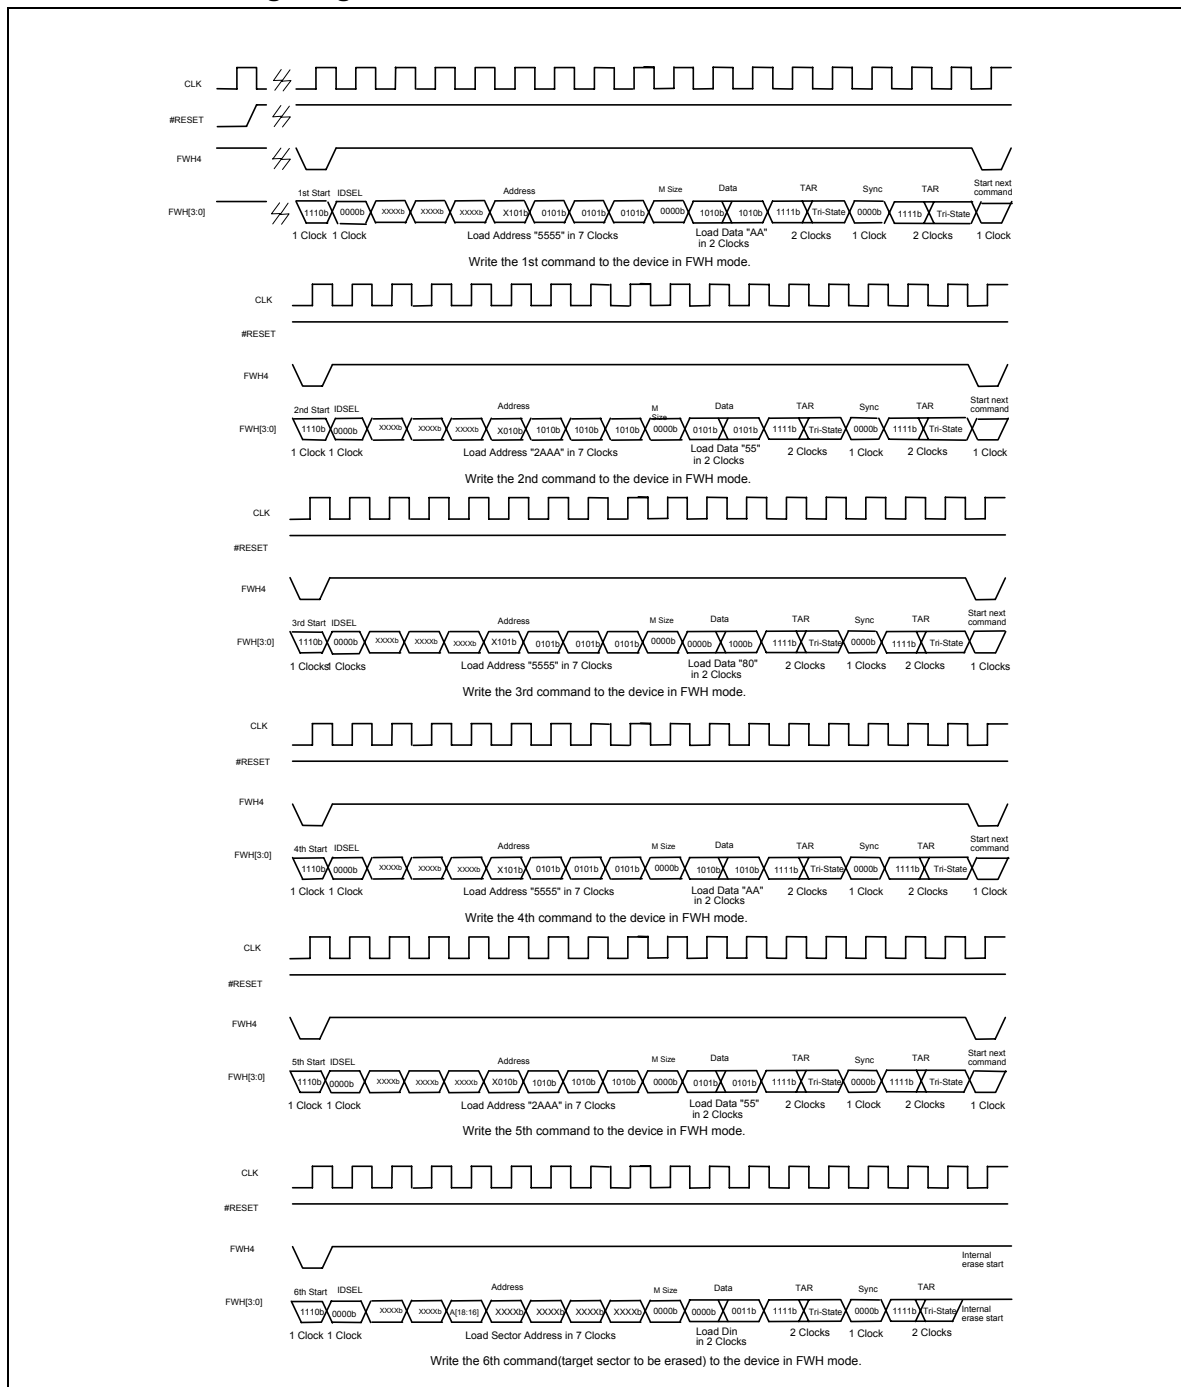 CLK
#RESET
FWH4
1st Start IDSEL Address M Size Data TAR Sync TAR Start next command
FWH[3:0] 1110b 0000b XXXXb XXXXb XXXXb X101b 0101b 0101b 0101b 0000b 1010b 1010b 1111b Tri-State 0000b 1111b Tri-State
1 Clock 1 Clock Load Address "5555" in 7 Clocks Load Data "AA" in 2 Clocks 2 Clocks 1 Clock 2 Clocks 1 Clock
Write the 1st command to the device in FWH mode.
CLK
#RESET
FWH4
2nd Start IDSEL Address M Size Data TAR Sync TAR Start next command
FWH[3:0] 1110b 0000b XXXXb XXXXb XXXXb X010b 1010b 1010b 1010b 0000b 0101b 0101b 1111b Tri-State 0000b 1111b Tri-State
1 Clock 1 Clock Load Address "2AAA" in 7 Clocks Load Data "55" in 2 Clocks 2 Clocks 1 Clock 2 Clocks 1 Clock
Write the 2nd command to the device in FWH mode.
CLK
#RESET
FWH4
3rd Start IDSEL Address M Size Data TAR Sync TAR Start next command
FWH[3:0] 1110b 0000b XXXXb XXXXb XXXXb X101b 0101b 0101b 0101b 0000b 0000b 1000b 1111b Tri-State 0000b 1111b Tri-State
1 Clocks 1 Clocks Load Address "5555" in 7 Clocks Load Data "80" in 2 Clocks 2 Clocks 1 Clocks 2 Clocks 1 Clocks
Write the 3rd command to the device in FWH mode.
CLK
#RESET
FWH4
4th Start IDSEL Address M Size Data TAR Sync TAR Start next command
FWH[3:0] 1110b 0000b XXXXb XXXXb XXXXb X101b 0101b 0101b 0101b 0000b 1010b 1010b 1111b Tri-State 0000b 1111b Tri-State
1 Clock 1 Clock Load Address "5555" in 7 Clocks Load Data "AA" in 2 Clocks 2 Clocks 1 Clock 2 Clocks 1 Clock
Write the 4th command to the device in FWH mode.
CLK
#RESET
FWH4
5th Start IDSEL Address M Size Data TAR Sync TAR Start next command
FWH[3:0] 1110b 0000b XXXXb XXXXb XXXXb X010b 1010b 1010b 1010b 0000b 0101b 0101b 1111b Tri-State 0000b 1111b Tri-State
1 Clock 1 Clock Load Address "2AAA" in 7 Clocks Load Data "55" in 2 Clocks 2 Clocks 1 Clock 2 Clocks 1 Clock
Write the 5th command to the device in FWH mode.
CLK
#RESET
FWH4 Internal erase start
6th Start IDSEL Address M Size Data TAR Sync TAR
FWH[3:0] 1110b 0000b XXXXb XXXXb A[18:16] XXXXb XXXXb XXXXb XXXXb 0000b 0000b 0011b 1111b Tri-State 0000b 1111b Tri-State Internal erase start
1 Clock 1 Clock Load Sector Address in 7 Clocks Load Din in 2 Clocks 2 Clocks 1 Clock 2 Clocks
Write the 6th command(target sector to be erased) to the device in FWH mode.